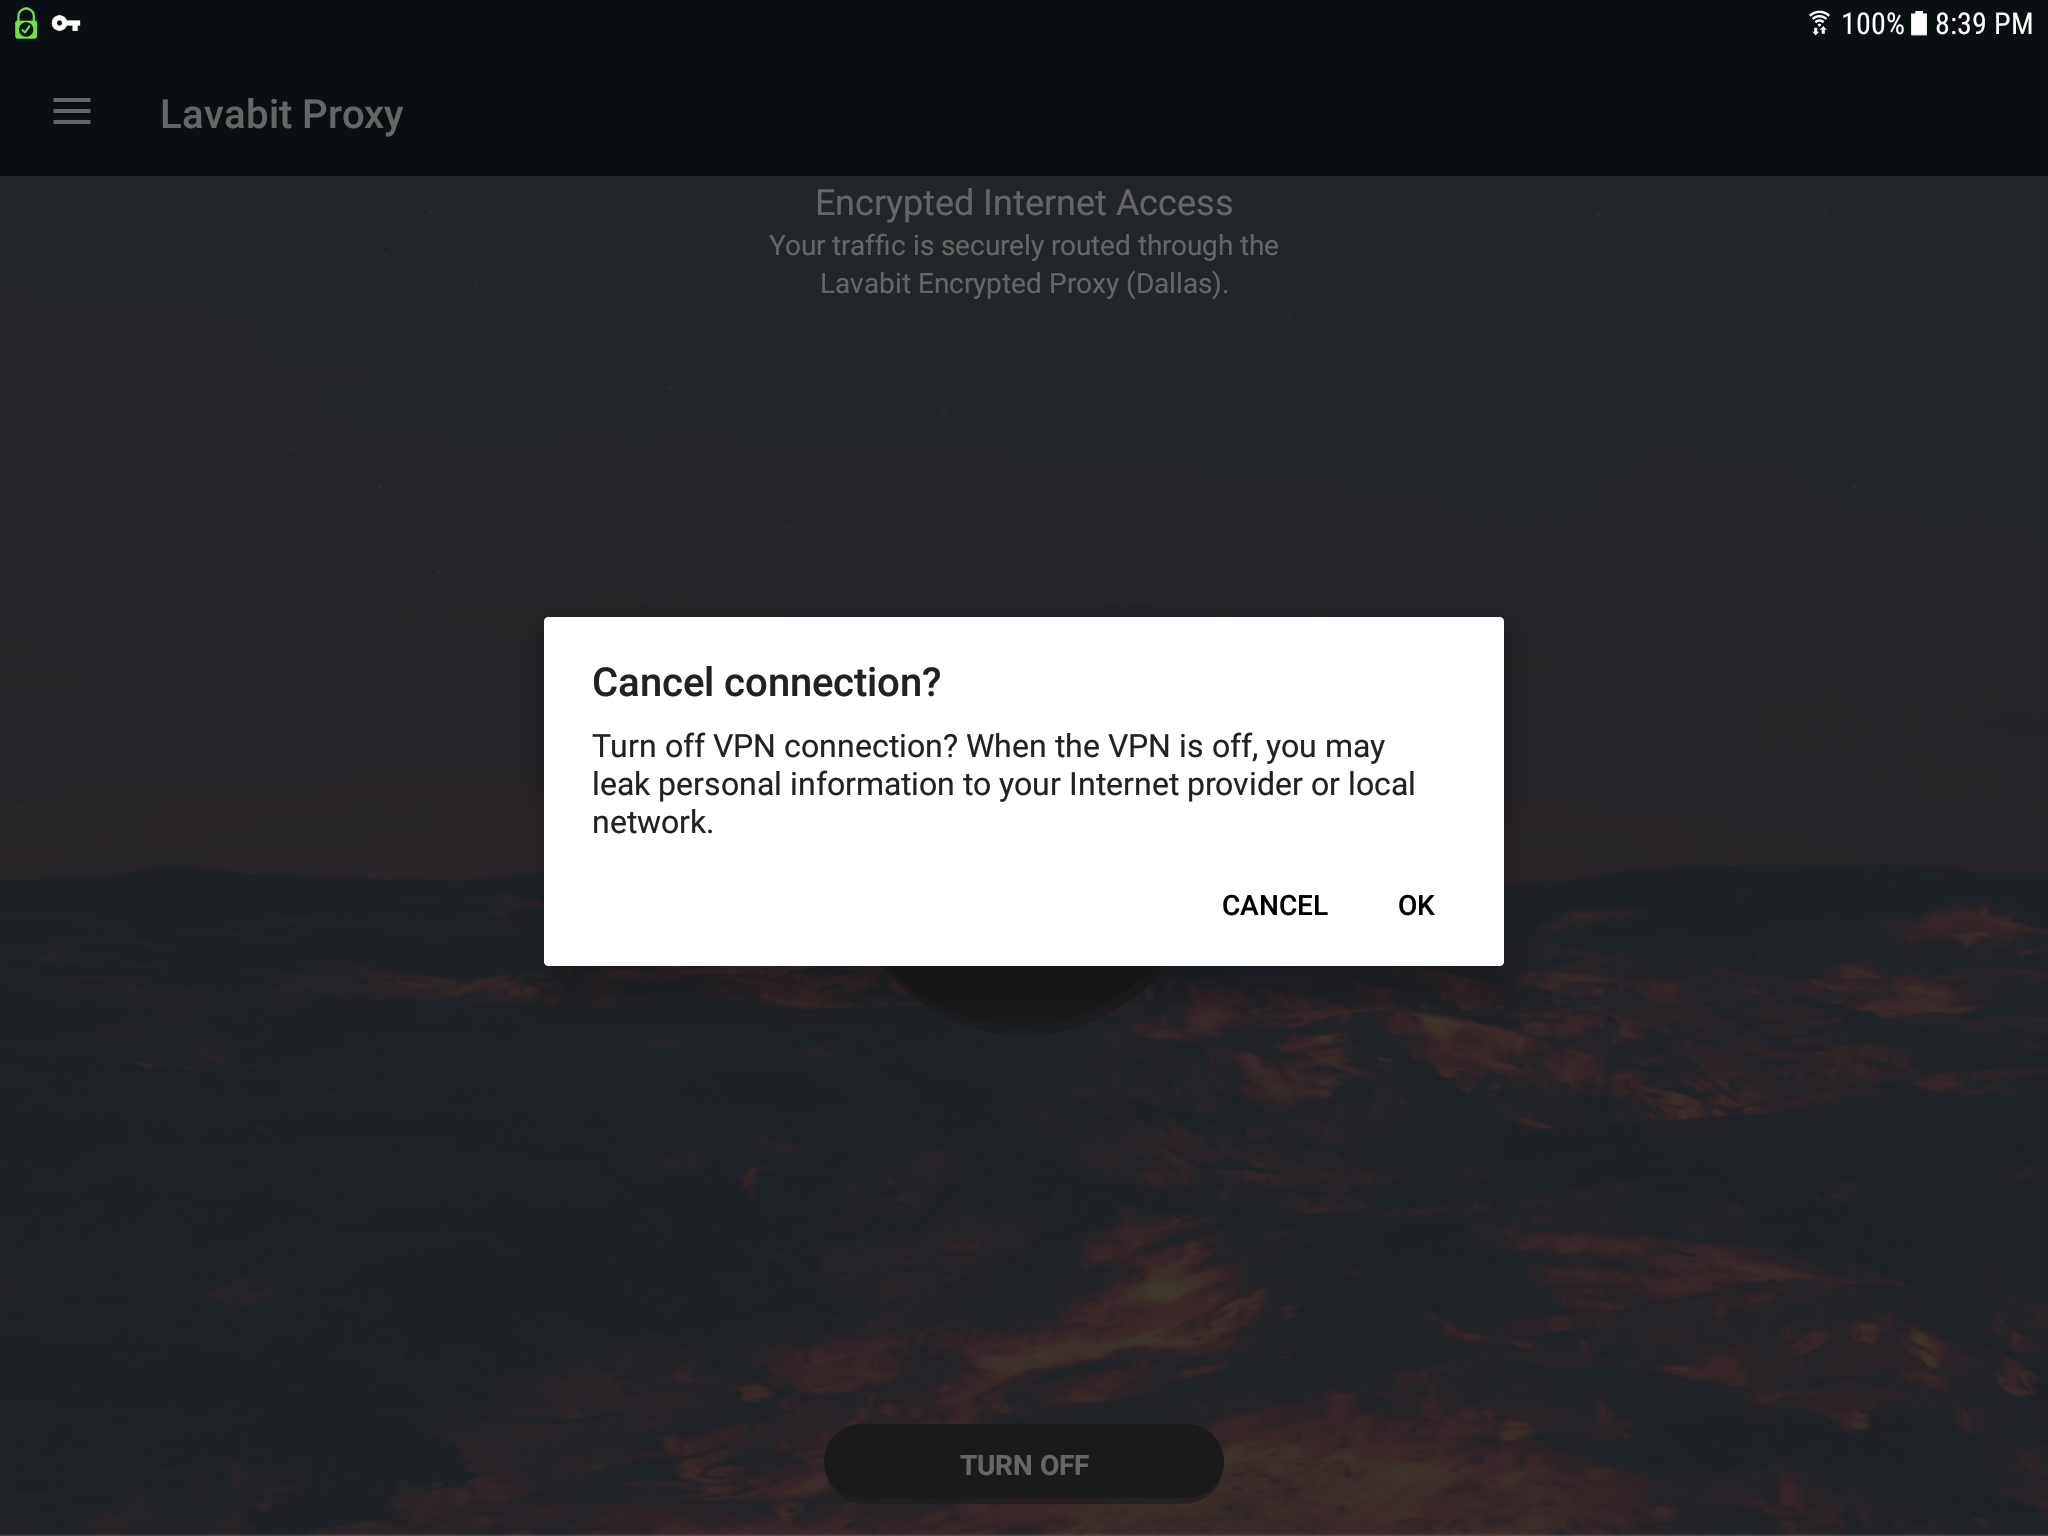 100% 8:39 PM
Lavabit Proxy
Encrypted Internet Access
Your traffic is securely routed through the
Lavabit Encrypted Proxy (Dallas).
Cancel connection?
Turn off VPN connection? When the VPN is off, you may
leak personal information to your Internet provider or local
network.
CANCEL OK
TURN OFF